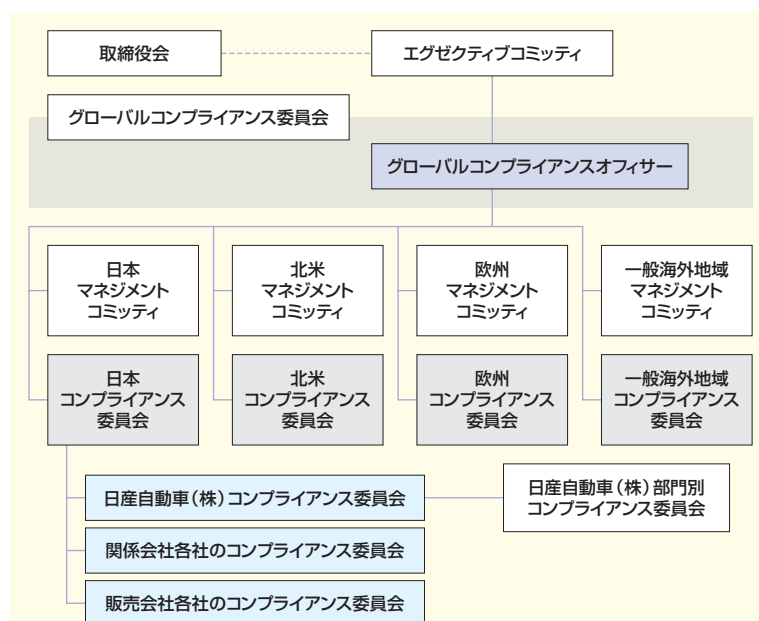 取締役会
エグゼクティブコミッティ
グローバルコンプライアンス委員会
グローバルコンプライアンスオフィサー
日本
マネジメント
コミッティ
北米
マネジメント
コミッティ
欧州
マネジメント
コミッティ
一般海外地域
マネジメント
コミッティ
日本
コンプライアンス
委員会
北米
コンプライアンス
委員会
欧州
コンプライアンス
委員会
一般海外地域
コンプライアンス
委員会
日産自動車(株)コンプライアンス委員会
日産自動車(株)部門別
コンプライアンス委員会
関係会社各社のコンプライアンス委員会
販売会社各社のコンプライアンス委員会